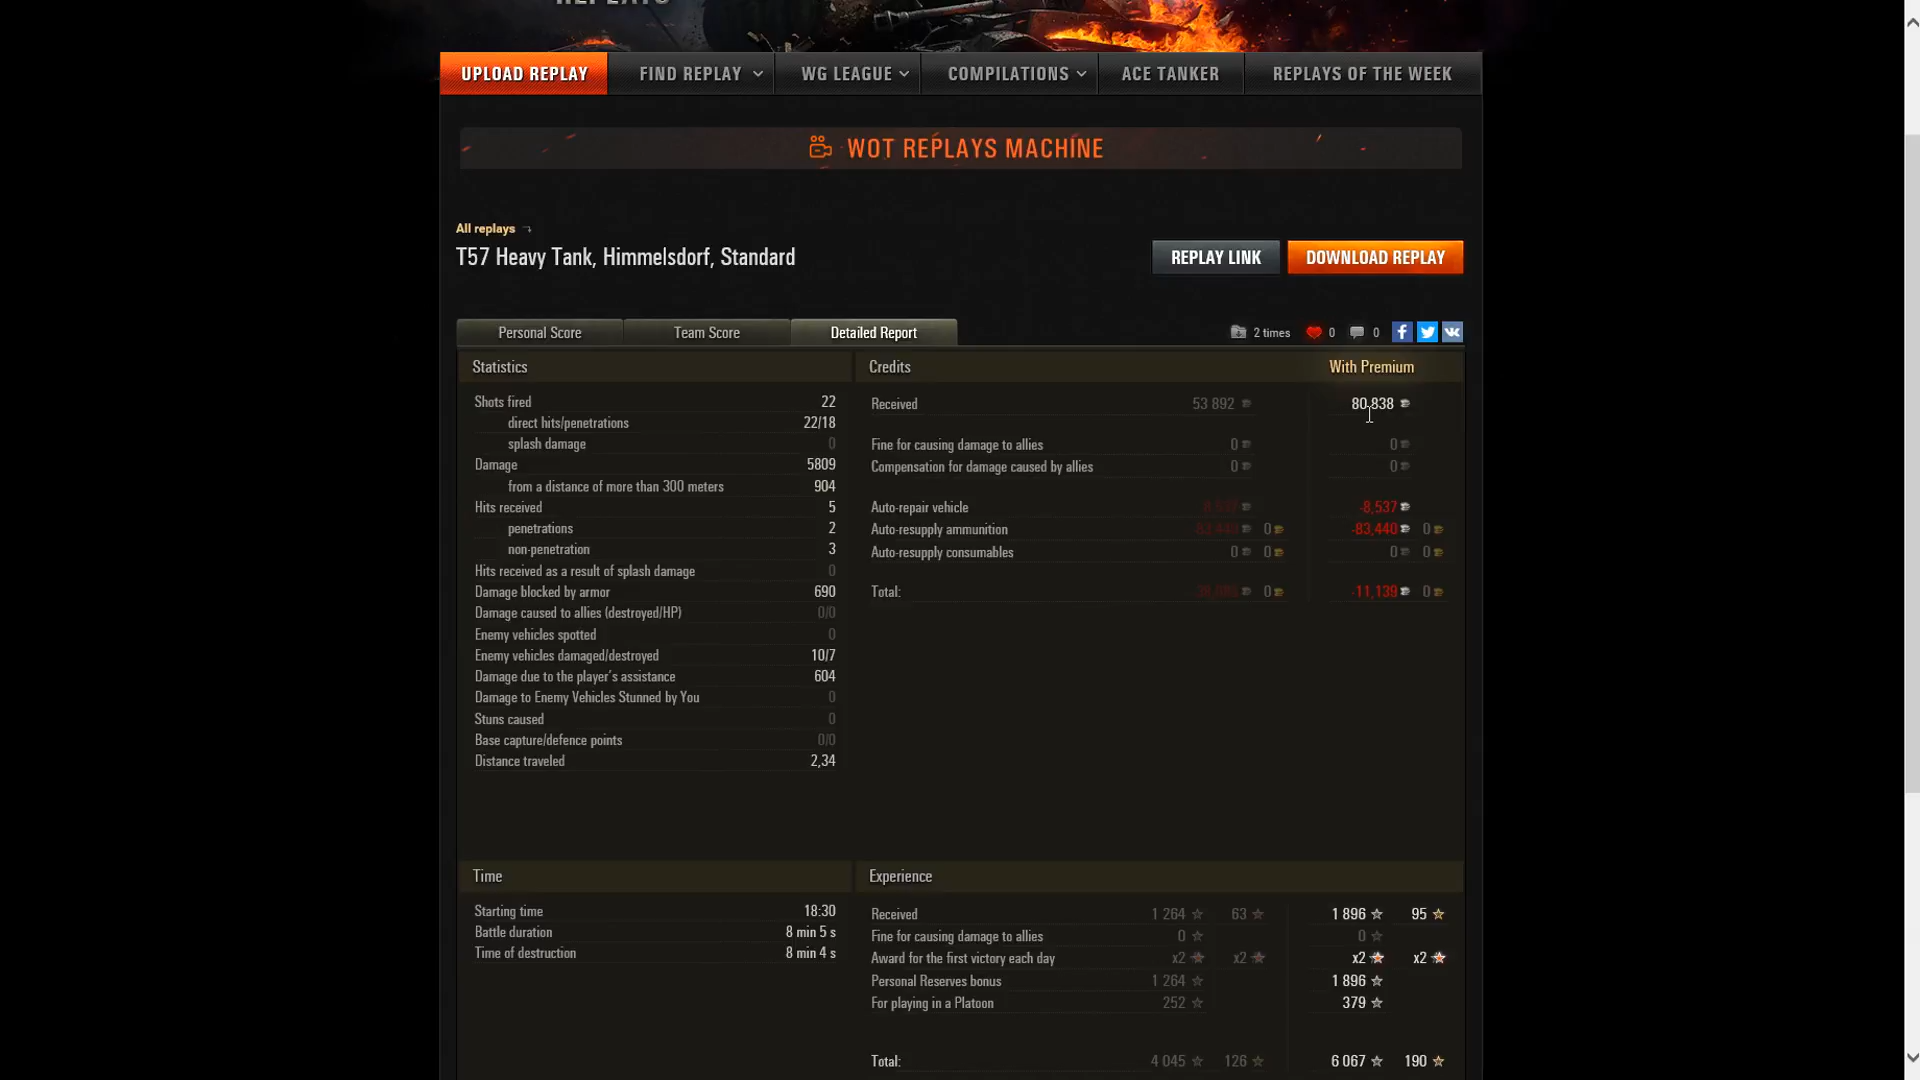 REPLAYS
UPLOAD REPLAY FIND REPLAY WG LEAGUE COMPILATIONS ACE TANKER REPLAYS OF THE WEEK
WOT REPLAYS MACHINE
All replays
T57 Heavy Tank, Himmelsdorf, Standard
REPLAY LINK DOWNLOAD REPLAY
Personal Score Team Score Detailed Report 2 times 0 0
Statistics
Shots fired 22
direct hits/penetrations 22/18
splash damage 0
Damage 5809
from a distance of more than 300 meters 904
Hits received 5
penetrations 2
non-penetration 3
Hits received as a result of splash damage 0
Damage blocked by armor 690
Damage caused to allies (destroyed/HP) 0/0
Enemy vehicles spotted 0
Enemy vehicles damaged/destroyed 10/7
Damage due to the player's assistance 604
Damage to Enemy Vehicles Stunned by You 0
Stuns caused 0
Base capture/defence points 0/0
Distance traveled 2,34
Credits With Premium
Received 53 892 80,838
Fine for causing damage to allies 0 0
Compensation for damage caused by allies 0 0
Auto-repair vehicle -8,537 -8,537
Auto-resupply ammunition -83,440 0 -83,440 0
Auto-resupply consumables 0 0 0 0
Total: 0 -11,139 0
Time
Starting time 18:30
Battle duration 8 min 5 s
Time of destruction 8 min 4 s
Experience
Received 1 264 63 1 896 95
Fine for causing damage to allies 0 0
Award for the first victory each day x2 x2 x2 x2
Personal Reserves bonus 1 264 1 896
For playing in a Platoon 252 379
Total: 4 045 126 6 067 190